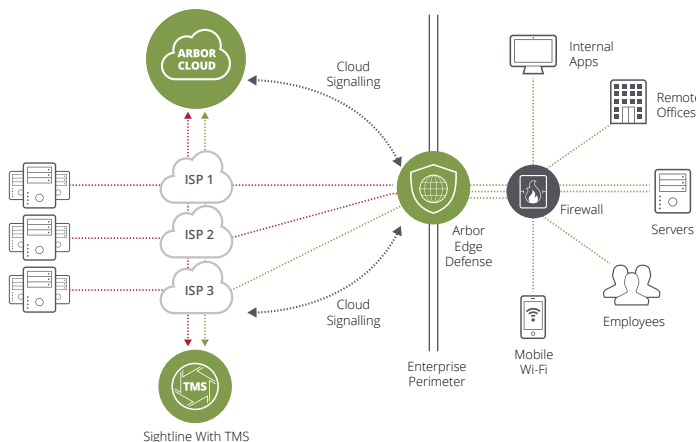 ARBOR
CLOUD
Cloud
Signalling
Internal
Apps
Remote
Offices
ISP 1
ISP 2
ISP 3
Arbor
Edge
Defense
Firewall
Servers
Cloud
Signalling
Employees
Mobile
Wi-Fi
Enterprise
Perimeter
TMS
Sightline With TMS